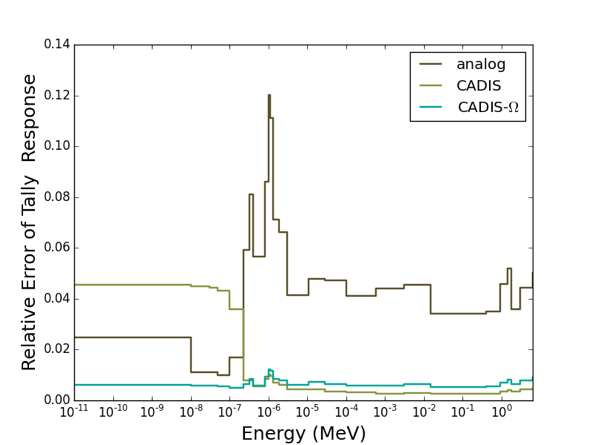 0.14
0.12
0.10
0.08
0.06
0.04
0.02
0.00
Relative Error of Tally Response
analog
CADIS
CADIS-Ω
10⁻¹¹ 10⁻¹⁰ 10⁻⁹ 10⁻⁸ 10⁻⁷ 10⁻⁶ 10⁻⁵ 10⁻⁴ 10⁻³ 10⁻² 10⁻¹ 10⁰
Energy (MeV)